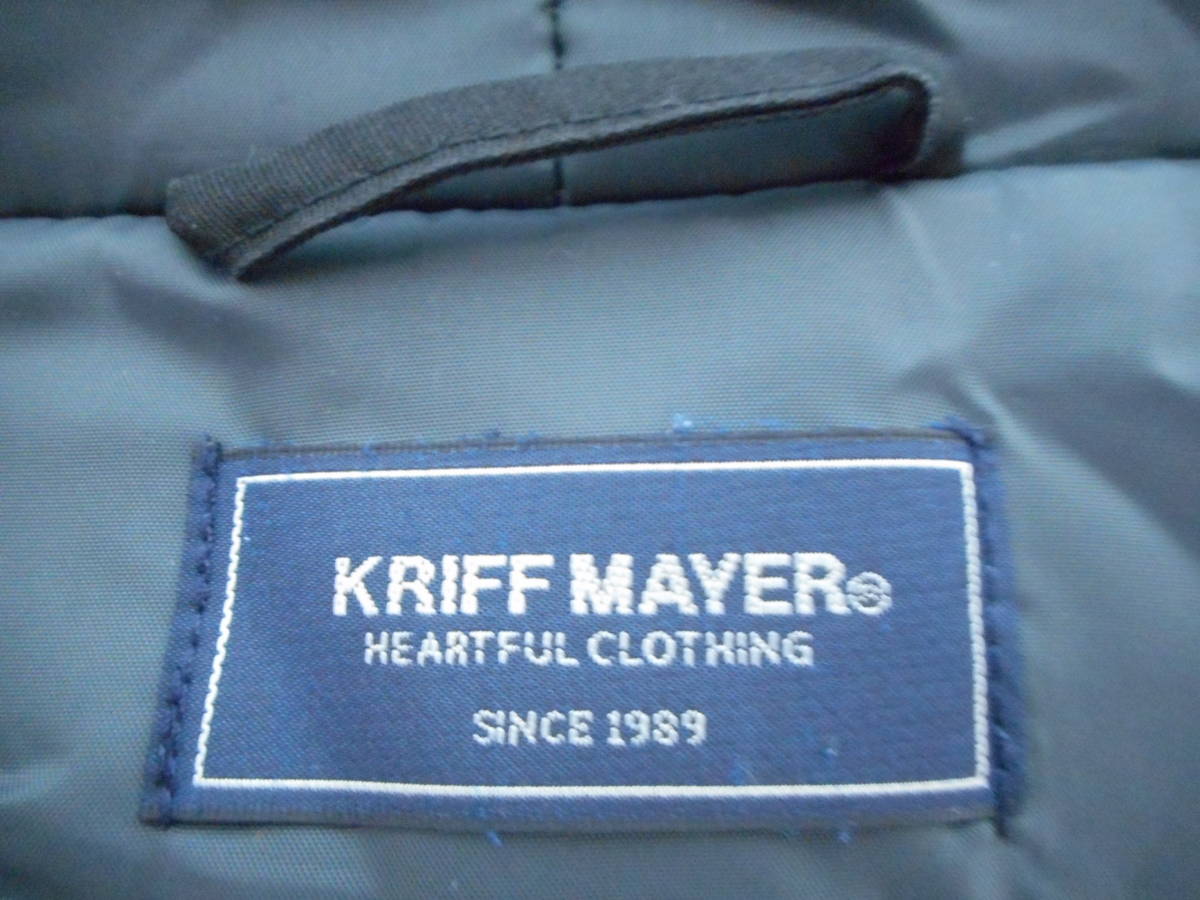 KRIFF MAYER®
HEARTFUL CLOTHING
SINCE 1989